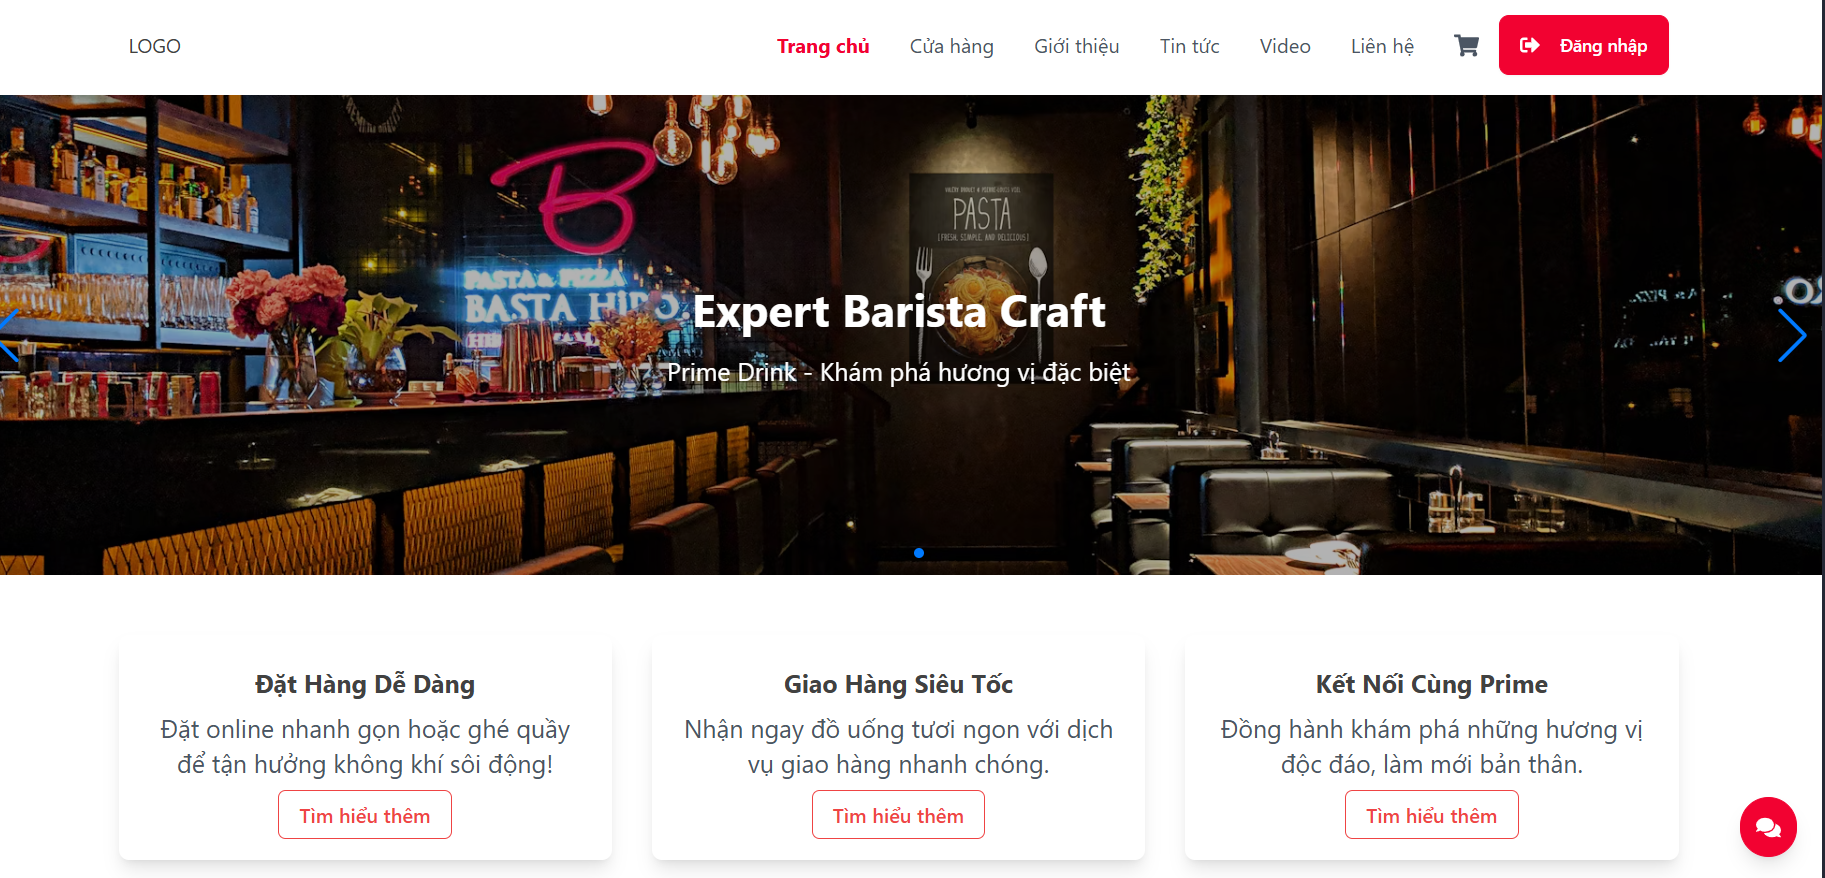 LOGO
Trang chủ
Cửa hàng
Giới thiệu
Tin tức
Video
Liên hệ
Đăng nhập
B
PASTA & PIZZA
BASTA HIRO.
PASTA
[FRESH, SIMPLE, AND DELICIOUS]
Expert Barista Craft
Prime Drink - Khám phá hương vị đặc biệt
Đặt Hàng Dễ Dàng
Đặt online nhanh gọn hoặc ghé quầy
để tận hưởng không khí sôi động!
Tìm hiểu thêm
Giao Hàng Siêu Tốc
Nhận ngay đồ uống tươi ngon với dịch
vụ giao hàng nhanh chóng.
Tìm hiểu thêm
Kết Nối Cùng Prime
Đồng hành khám phá những hương vị
độc đáo, làm mới bản thân.
Tìm hiểu thêm